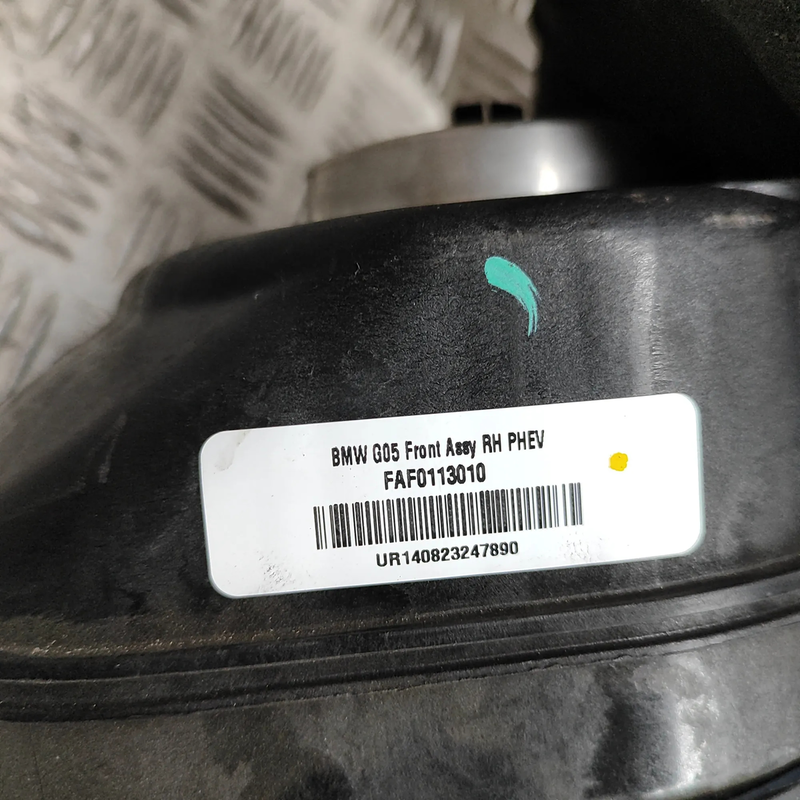 BMW G05 Front Assy RH PHEV
FAF0113010
UR140823247890